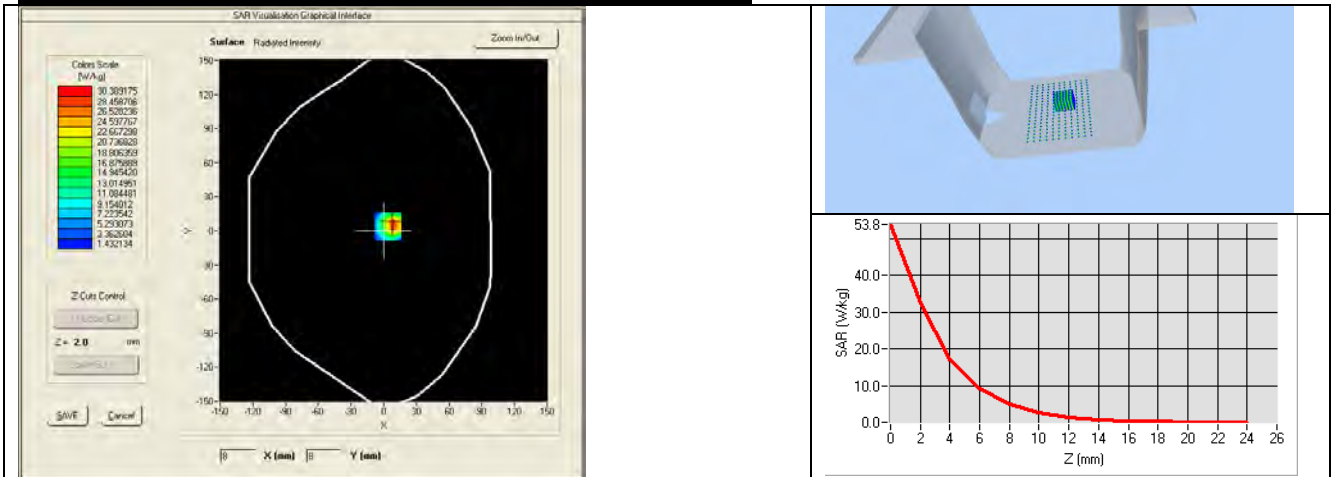 SAR Visualisation Graphical Interface
Surface Radiated Intensity
Zoom In/Out
Colors Scale
[W/kg]
30.389175
28.458706
26.528236
24.597767
22.667298
20.736828
18.806359
16.875889
14.945420
13.014951
11.084481
9.154012
7.223542
5.293073
3.362604
1.432134
150-
120-
90-
60-
30-
0-
-30-
-60-
-90-
-120-
-150-
Y
-150 -120 -90 -60 -30 0 30 60 90 120 150
X
Z Cuts Control
Z = 2.0 mm
SAVE Cancel
8 X (mm) 8 Y (mm)
53.8-
40.0-
30.0-
20.0-
10.0-
0.0-
SAR (W/kg)
0 2 4 6 8 10 12 14 16 18 20 22 24 26
Z (mm)